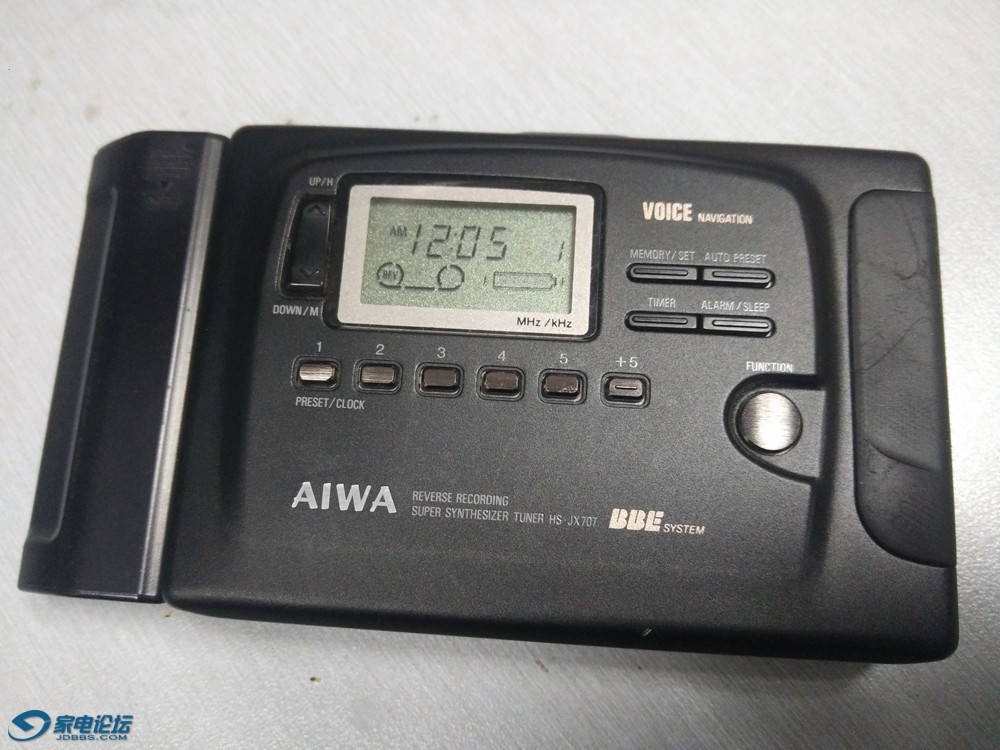 UP/H
DOWN/M
AM 12:05 1
REV
MHz/kHz
VOICE NAVIGATION
MEMORY/SET AUTO PRESET
TIMER ALARM/SLEEP
1 2 3 4 5 +5
PRESET/CLOCK
FUNCTION
AIWA
REVERSE RECORDING
SUPER SYNTHESIZER TUNER HS-JX707
BBE SYSTEM
家电论坛
JDBBS.COM